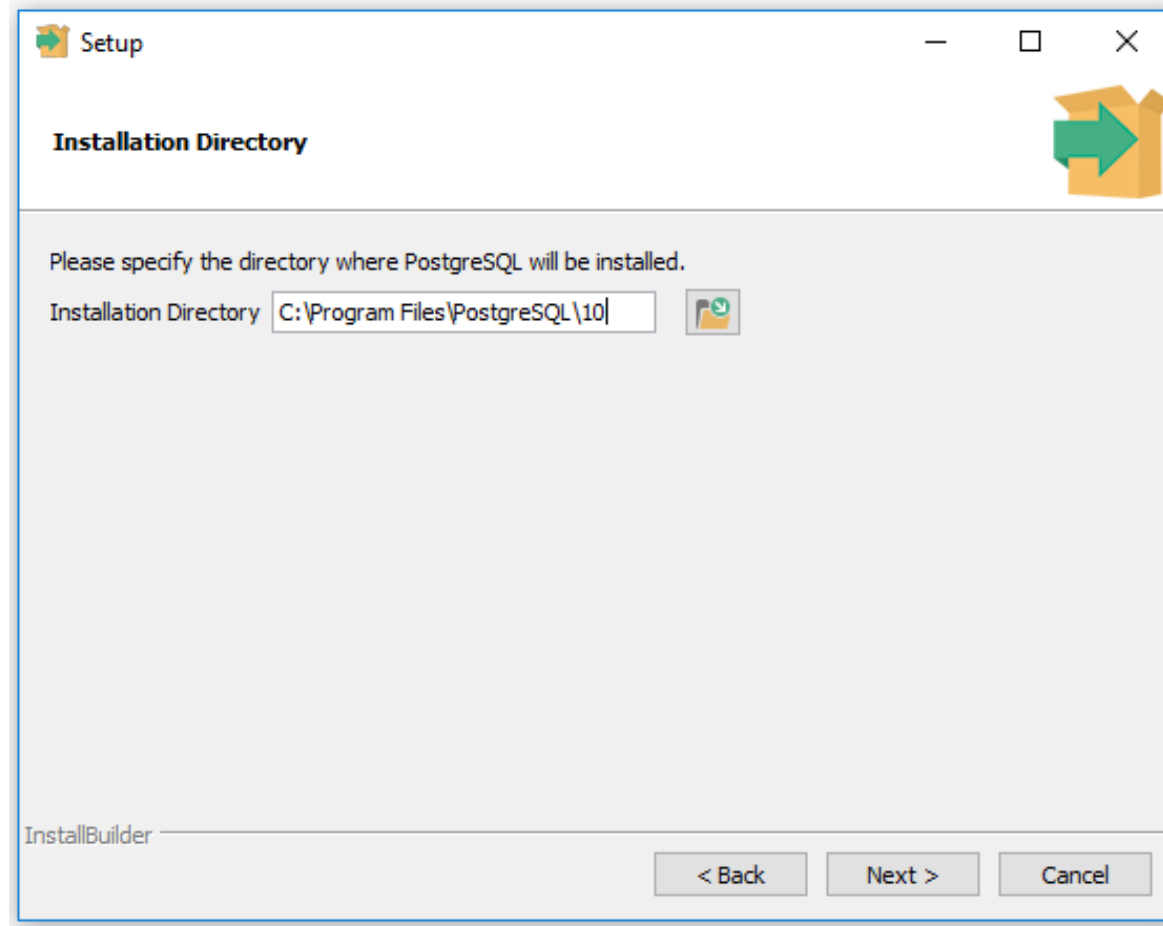 Setup
Installation Directory
Please specify the directory where PostgreSQL will be installed.
Installation Directory C:\Program Files\PostgreSQL\10
InstallBuilder
< Back Next > Cancel